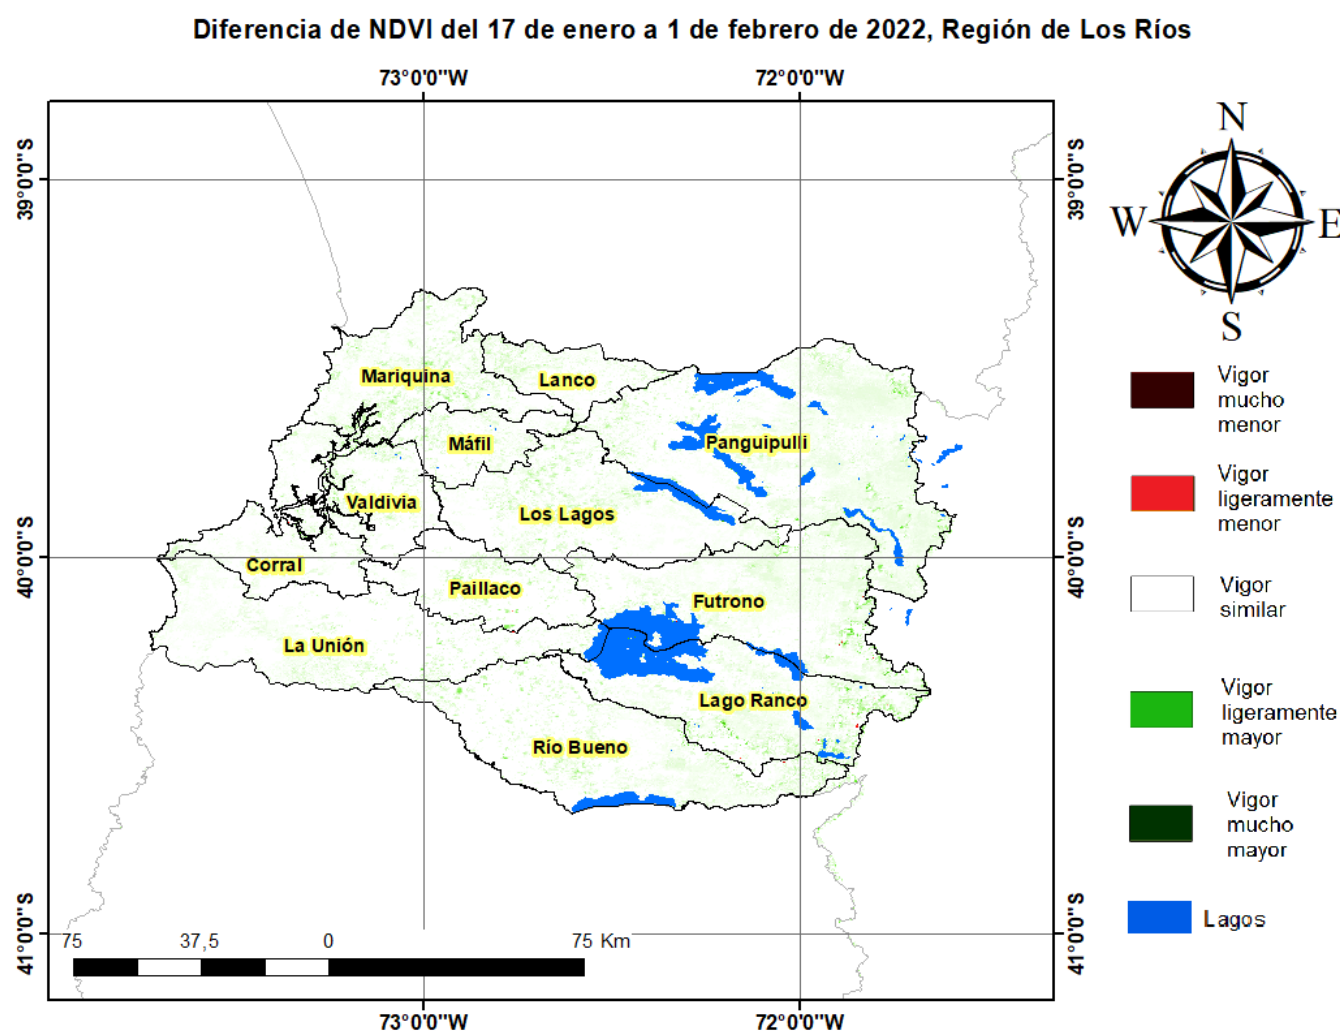 Diferencia de NDVI del 17 de enero a 1 de febrero de 2022, Región de Los Ríos
73°0'0"W
72°0'0"W
39°0'0"S
39°0'0"S
N
W
E
S
Mariquina
Lanco
Panguipulli
Máfil
Valdivia
Los Lagos
40°0'0"S
40°0'0"S
Corral
Paillaco
Futrono
La Unión
Lago Ranco
Río Bueno
41°0'0"S
41°0'0"S
75
37,5
0
75 Km
73°0'0"W
72°0'0"W
Vigor
mucho
menor
Vigor
ligeramente
menor
Vigor
similar
Vigor
ligeramente
mayor
Vigor
mucho
mayor
Lagos